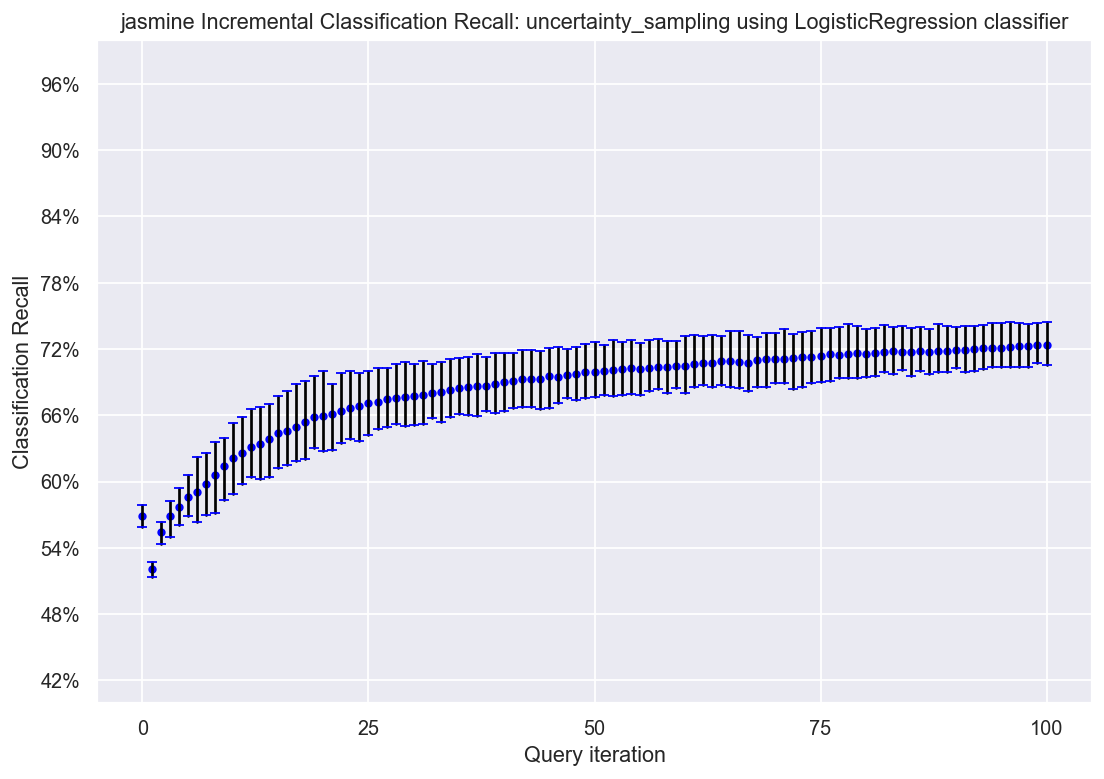 jasmine Incremental Classification Recall: uncertainty_sampling using LogisticRegression classifier
96%
90%
84%
78%
72%
66%
60%
54%
48%
42%
Classification Recall
0 25 50 75 100
Query iteration